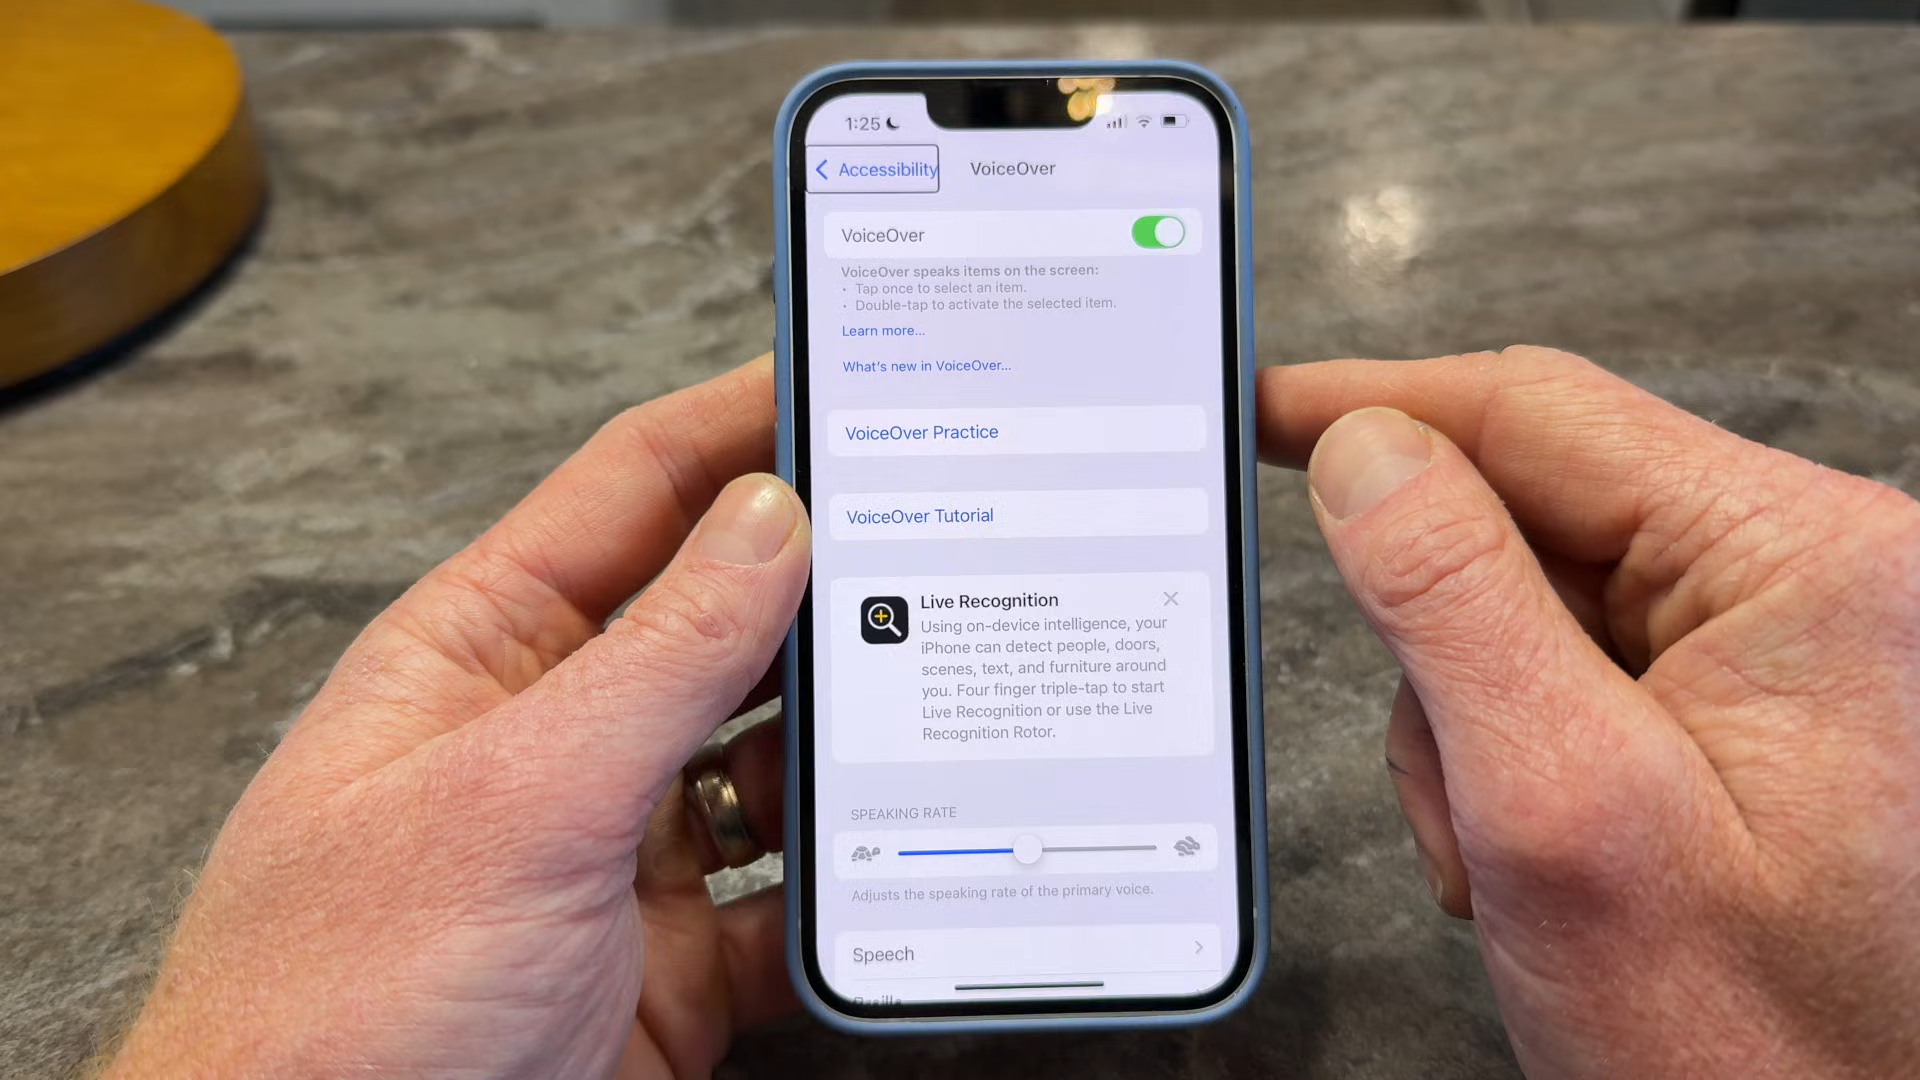 1:25
Accessibility VoiceOver
VoiceOver
VoiceOver speaks items on the screen:
• Tap once to select an item.
• Double-tap to activate the selected item.
Learn more...
What's new in VoiceOver...
VoiceOver Practice
VoiceOver Tutorial
Live Recognition
Using on-device intelligence, your
iPhone can detect people, doors,
scenes, text, and furniture around
you. Four finger triple-tap to start
Live Recognition or use the Live
Recognition Rotor.
SPEAKING RATE
Adjusts the speaking rate of the primary voice.
Speech
Braille